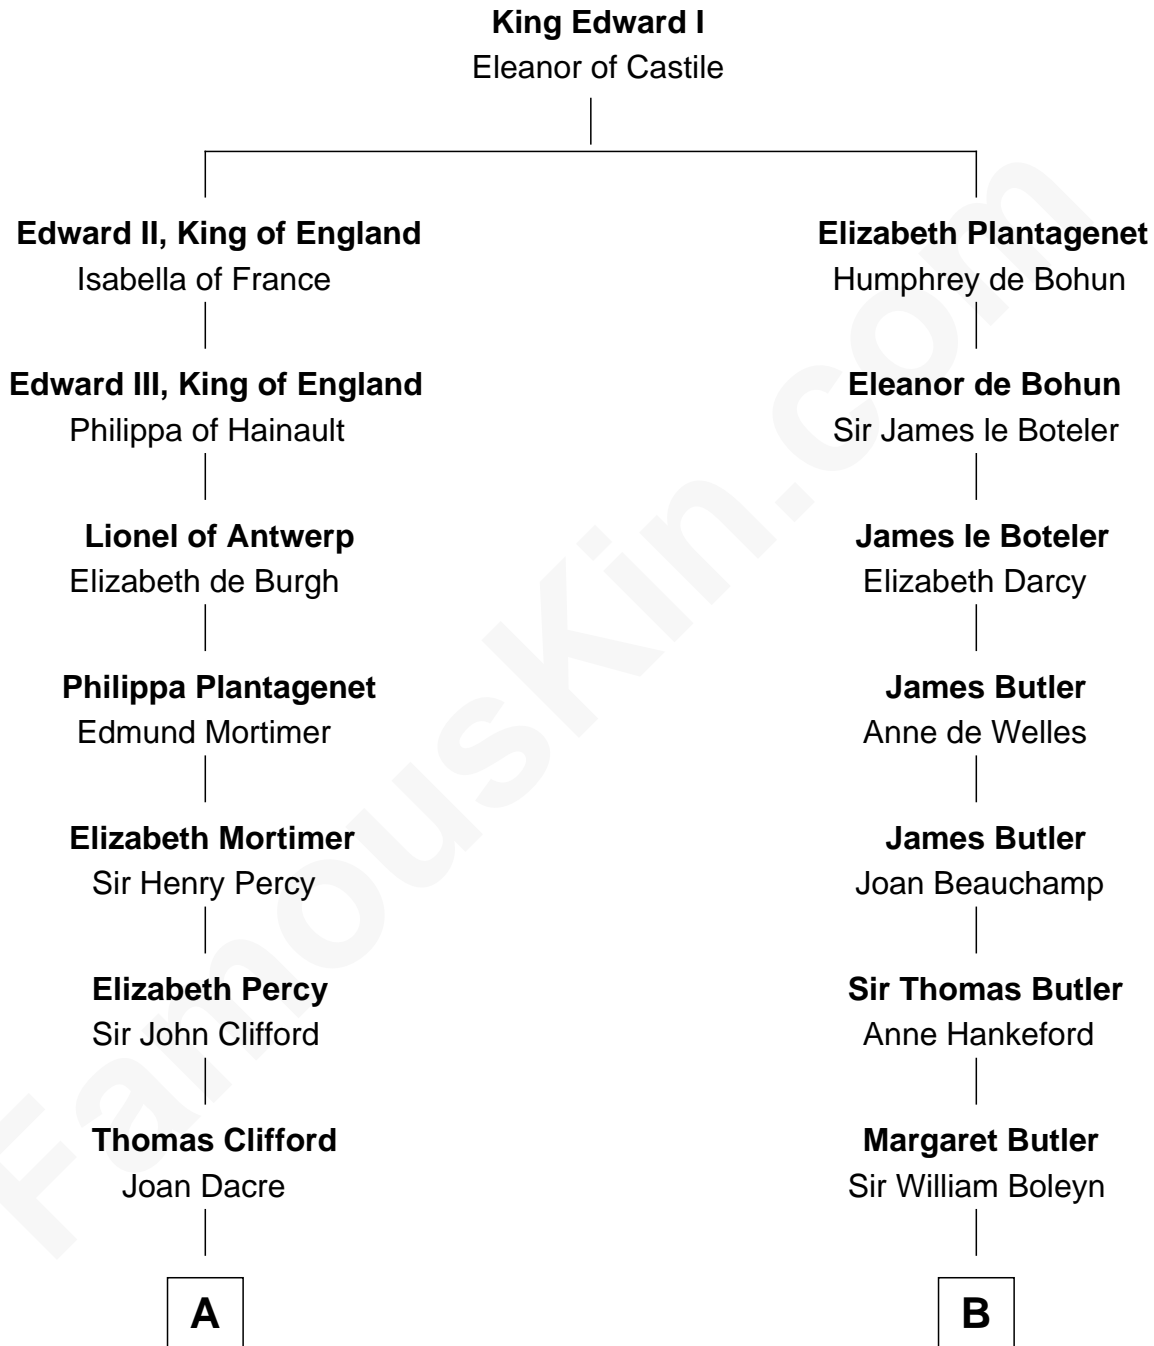 King Edward I
Eleanor of Castile
Edward II, King of England
Isabella of France
Elizabeth Plantagenet
Humphrey de Bohun
Edward III, King of England
Philippa of Hainault
Eleanor de Bohun
Sir James le Boteler
Lionel of Antwerp
Elizabeth de Burgh
James le Boteler
Elizabeth Darcy
Philippa Plantagenet
Edmund Mortimer
James Butler
Anne de Welles
Elizabeth Mortimer
Sir Henry Percy
James Butler
Joan Beauchamp
Elizabeth Percy
Sir John Clifford
Sir Thomas Butler
Anne Hankeford
Thomas Clifford
Joan Dacre
Margaret Butler
Sir William Boleyn
A
B
FamousKin.com